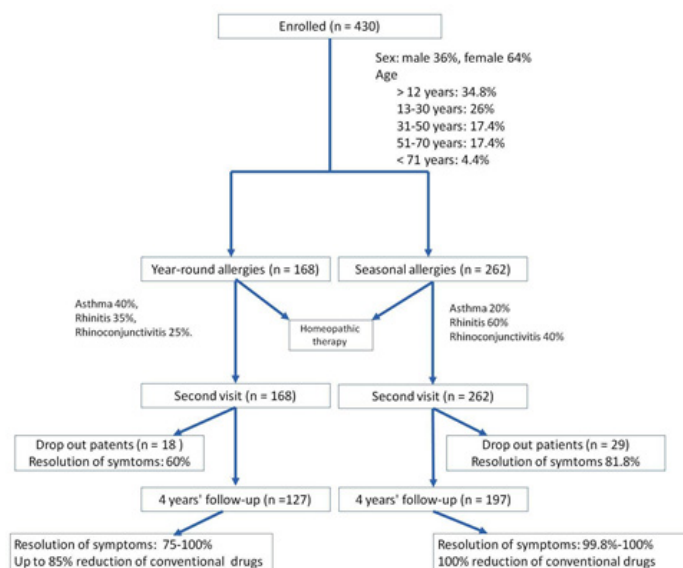 Enrolled (n = 430)
Sex: male 36%, female 64%
Age
> 12 years: 34.8%
13-30 years: 26%
31-50 years: 17.4%
51-70 years: 17.4%
< 71 years: 4.4%
Year-round allergies (n = 168)
Seasonal allergies (n = 262)
Asthma 40%,
Rhinitis 35%,
Rhinoconjunctivitis 25%.
Homeopathic
therapy
Asthma 20%
Rinitis 60%
Rhinoconjunctivitis 40%
Second visit (n = 168)
Second visit (n = 262)
Drop out patents (n = 18 )
Resolution of symtoms: 60%
Drop out patients (n = 29)
Resolution of symtoms 81.8%
4 years' follow-up (n =127)
4 years' follow-up (n = 197)
Resolution of symptoms: 75-100%
Up to 85% reduction of conventional drugs
Resolution of symptoms: 99.8%-100%
100% reduction of conventional drugs